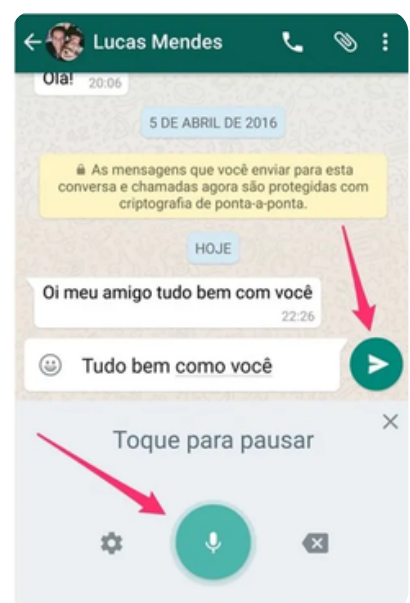 Lucas Mendes
Olá! 20:06
5 DE ABRIL DE 2016
As mensagens que você enviar para esta
conversa e chamadas agora são protegidas com
criptografia de ponta-a-ponta.
HOJE
Oi meu amigo tudo bem com você
22:26
Tudo bem como você
Toque para pausar